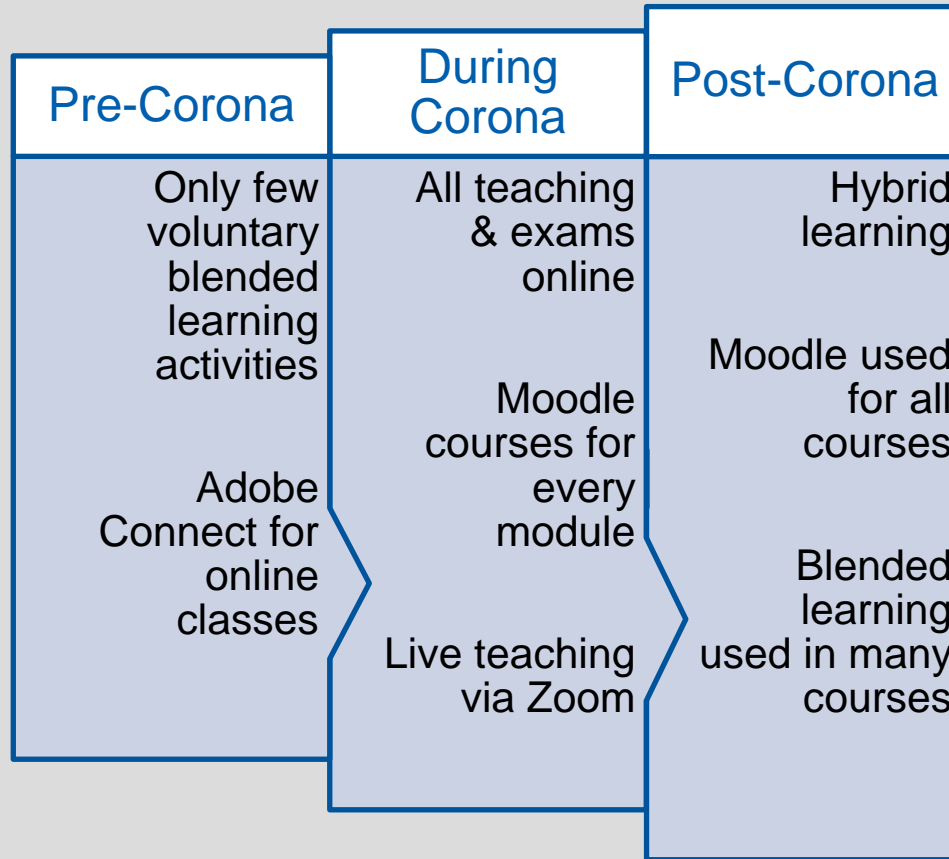 Pre-Corona
Only few
voluntary
blended
learning
activities
Adobe
Connect for
online
classes
During
Corona
All teaching
& exams
online
Moodle
courses for
every
module
Live teaching
via Zoom
Post-Corona
Hybrid
learning
Moodle used
for all
courses
Blended
learning
used in many
courses